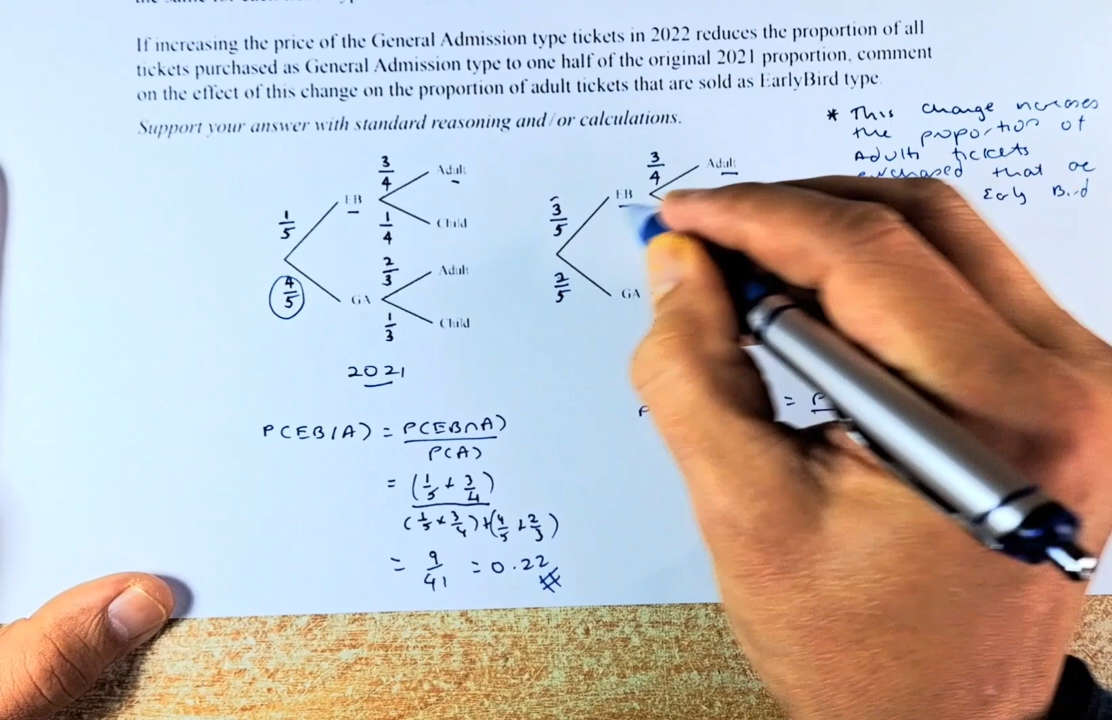 If increasing the price of the General Admission type tickets in 2022 reduces the proportion of all
tickets purchased as General Admission type to one half of the original 2021 proportion, comment
on the effect of this change on the proportion of adult tickets that are sold as EarlyBird type.
Support your answer with standard reasoning and/or calculations.
* This change increases
the proportion of
Adult tickets
purchased that are
Early Bird
1/5 EB 3/4 Adult
1/4 Child
4/5 GA 2/3 Adult
1/3 Child
2021
3/5 EB 3/4 Adult
2/5 GA
P(EB/A) = P(EB∩A)
P(A)
= (1/5 × 3/4)
(1/5 × 3/4) + (4/5 × 2/3)
= 9/41 = 0.22
P =